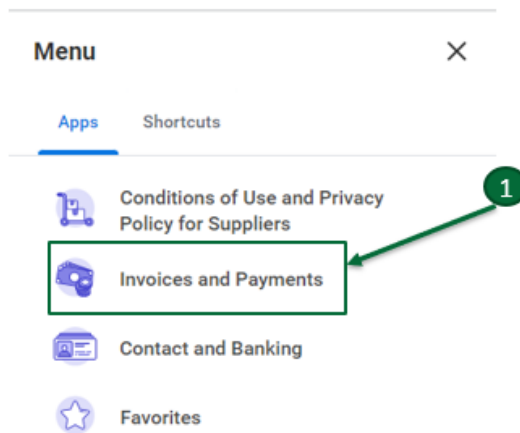 Menu
Apps Shortcuts
Conditions of Use and Privacy
Policy for Suppliers
1
Invoices and Payments
Contact and Banking
Favorites